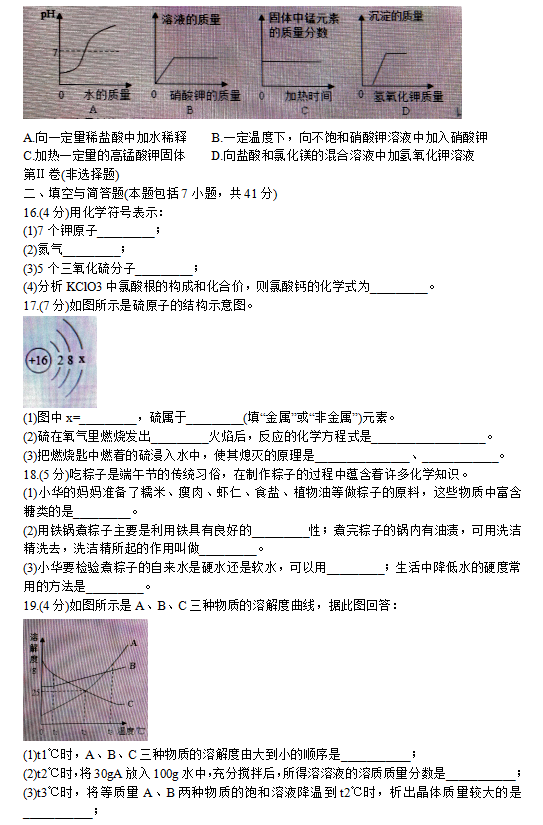 pH
7
0
水的质量
A
溶液的质量
0
硝酸钾的质量
B
固体中锰元素
的质量分数
0
加热时间
C
沉淀的质量
0
氢氧化钾质量
D
A.向一定量稀盐酸中加水稀释 B.一定温度下，向不饱和硝酸钾溶液中加入硝酸钾
C.加热一定量的高锰酸钾固体 D.向盐酸和氯化镁的混合溶液中加氢氧化钾溶液
第II卷(非选择题)
二、填空与简答题(本题包括7小题，共41分)
16.(4分)用化学符号表示：
(1)7个钾原子_________；
(2)氮气_________；
(3)5个三氧化硫分子_________；
(4)分析KClO3中氯酸根的构成和化合价，则氯酸钙的化学式为_________。
17.(7分)如图所示是硫原子的结构示意图。
+16 2 8 x
(1)图中x=_________，硫属于_________(填“金属”或“非金属”)元素。
(2)硫在氧气里燃烧发出_________火焰后，反应的化学方程式是__________________。
(3)把燃烧匙中燃着的硫浸入水中，使其熄灭的原理是______________、____________。
18.(5分)吃粽子是端午节的传统习俗，在制作粽子的过程中蕴含着许多化学知识。
(1)小华的妈妈准备了糯米、瘦肉、虾仁、食盐、植物油等做粽子的原料，这些物质中富含
糖类的是_________。
(2)用铁锅煮粽子主要是利用铁具有良好的_________性；煮完粽子的锅内有油渍，可用洗洁
精洗去，洗洁精所起的作用叫做_________。
(3)小华要检验煮粽子的自来水是硬水还是软水，可以用_________；生活中降低水的硬度常
用的方法是_________。
19.(4分)如图所示是A、B、C三种物质的溶解度曲线，据此图回答：
溶
解
度
g
25
A
B
C
温度/℃
(1)t1℃时，A、B、C三种物质的溶解度由大到小的顺序是___________；
(2)t2℃时,将30gA放入100g水中,充分搅拌后,所得溶溶液的溶质质量分数是___________；
(3)t3℃时，将等质量A、B两种物质的饱和溶液降温到t2℃时，析出晶体质量较大的是
___________；